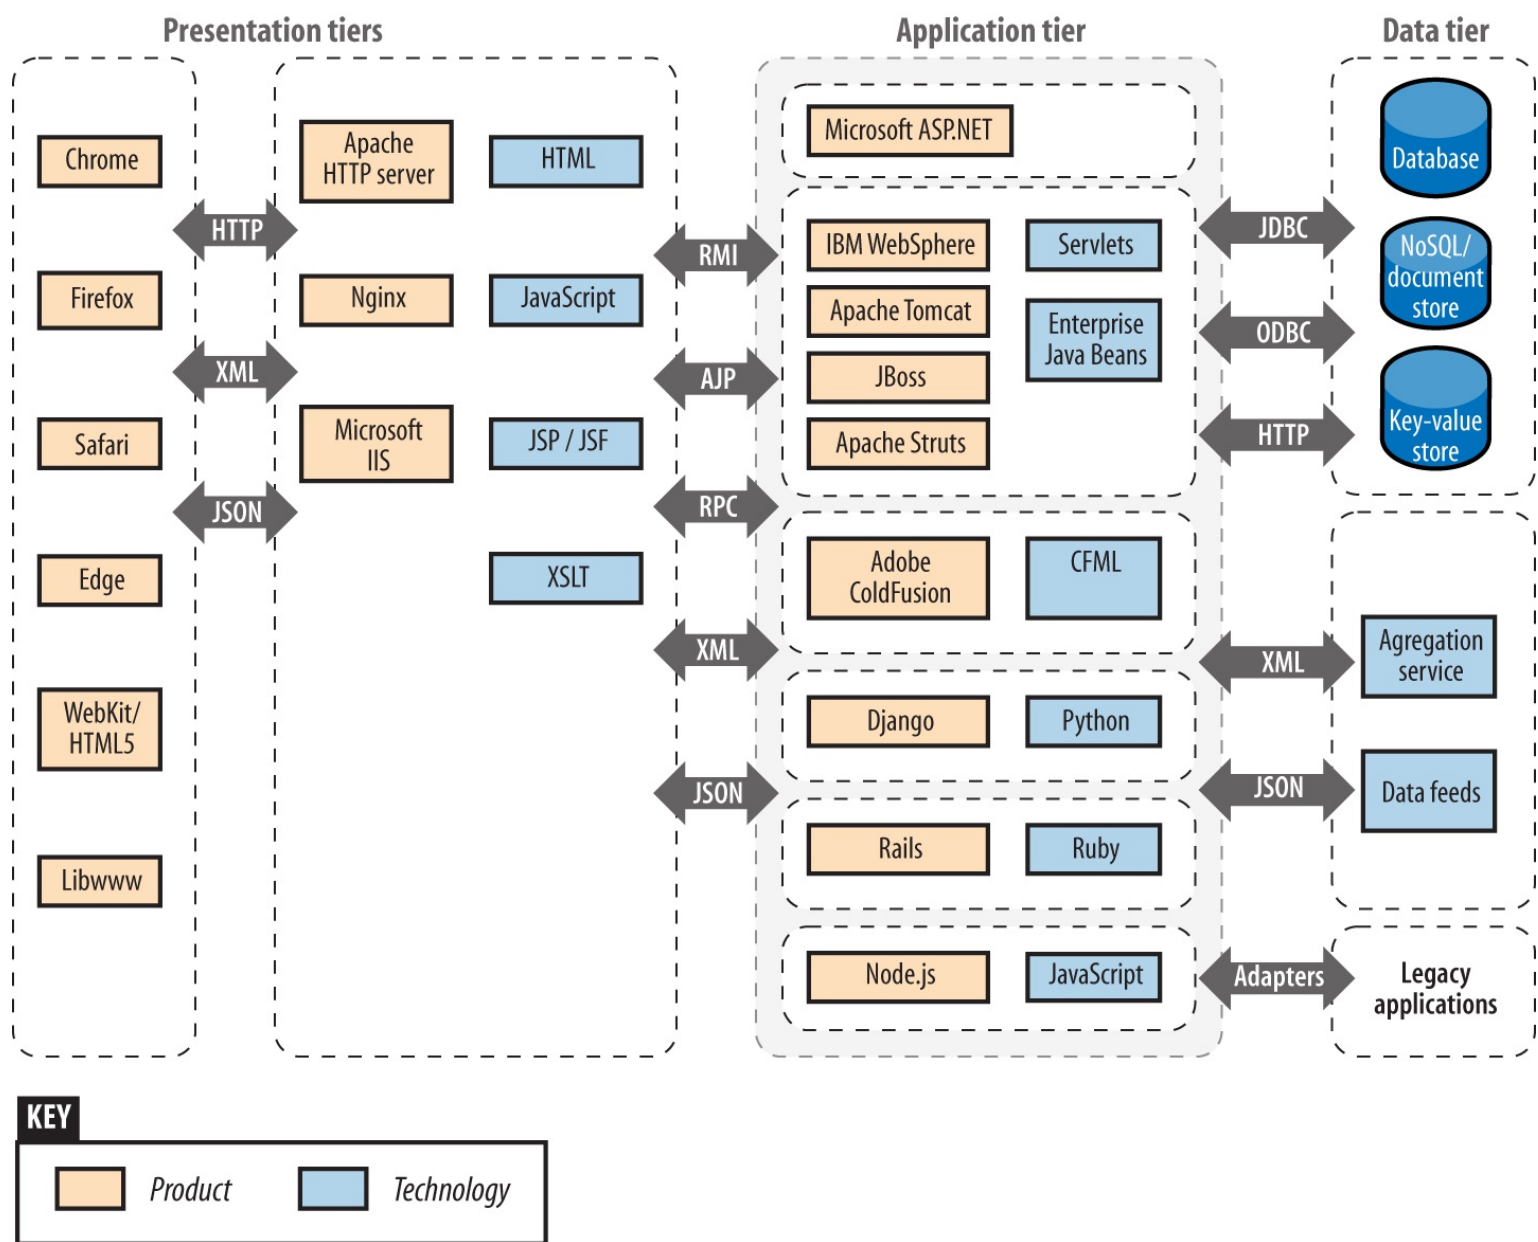 Presentation tiers
Application tier
Data tier
Chrome
Firefox
Safari
Edge
WebKit/
HTML5
Libwww
HTTP
XML
JSON
Apache
HTTP server
HTML
Nginx
JavaScript
Microsoft
IIS
JSP / JSF
XSLT
RMI
AJP
RPC
XML
JSON
Microsoft ASP.NET
IBM WebSphere
Servlets
Apache Tomcat
Enterprise
Java Beans
JBoss
Apache Struts
Adobe
ColdFusion
CFML
Django
Python
Rails
Ruby
Node.js
JavaScript
JDBC
ODBC
HTTP
XML
JSON
Adapters
Database
NoSQL/
document
store
Key-value
store
Agregation
service
Data feeds
Legacy
applications
KEY
Product
Technology